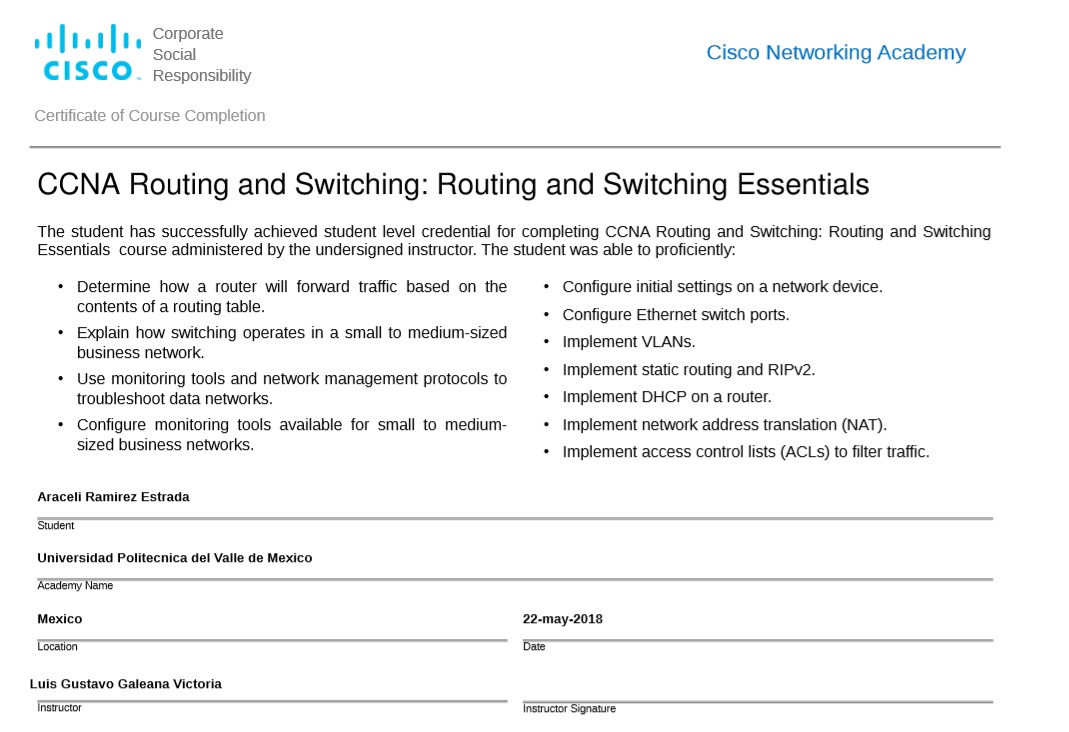 Corporate
Social
Responsibility
CISCO™
Cisco Networking Academy
Certificate of Course Completion
CCNA Routing and Switching: Routing and Switching Essentials
The student has successfully achieved student level credential for completing CCNA Routing and Switching: Routing and Switching
Essentials course administered by the undersigned instructor. The student was able to proficiently:
• Determine how a router will forward traffic based on the
contents of a routing table.
• Explain how switching operates in a small to medium-sized
business network.
• Use monitoring tools and network management protocols to
troubleshoot data networks.
• Configure monitoring tools available for small to medium-
sized business networks.
• Configure initial settings on a network device.
• Configure Ethernet switch ports.
• Implement VLANs.
• Implement static routing and RIPv2.
• Implement DHCP on a router.
• Implement network address translation (NAT).
• Implement access control lists (ACLs) to filter traffic.
Araceli Ramirez Estrada
Student
Universidad Politecnica del Valle de Mexico
Academy Name
Mexico
Location
22-may-2018
Date
Luis Gustavo Galeana Victoria
Instructor
Instructor Signature